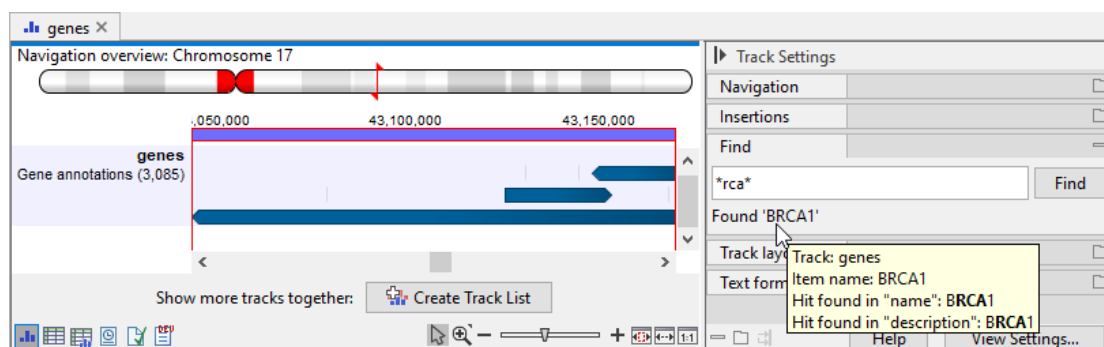 genes
Navigation overview: Chromosome 17
Track Settings
Navigation
Insertions
Find
*rca*
Find
Found 'BRCA1'
Track lay
Text form
:,050,000 43,100,000 43,150,000
genes
Gene annotations (3,085)
Track: genes
Item name: BRCA1
Hit found in "name": BRCA1
Hit found in "description": BRCA1
Show more tracks together:
Create Track List
1:1
Help
View Settings...